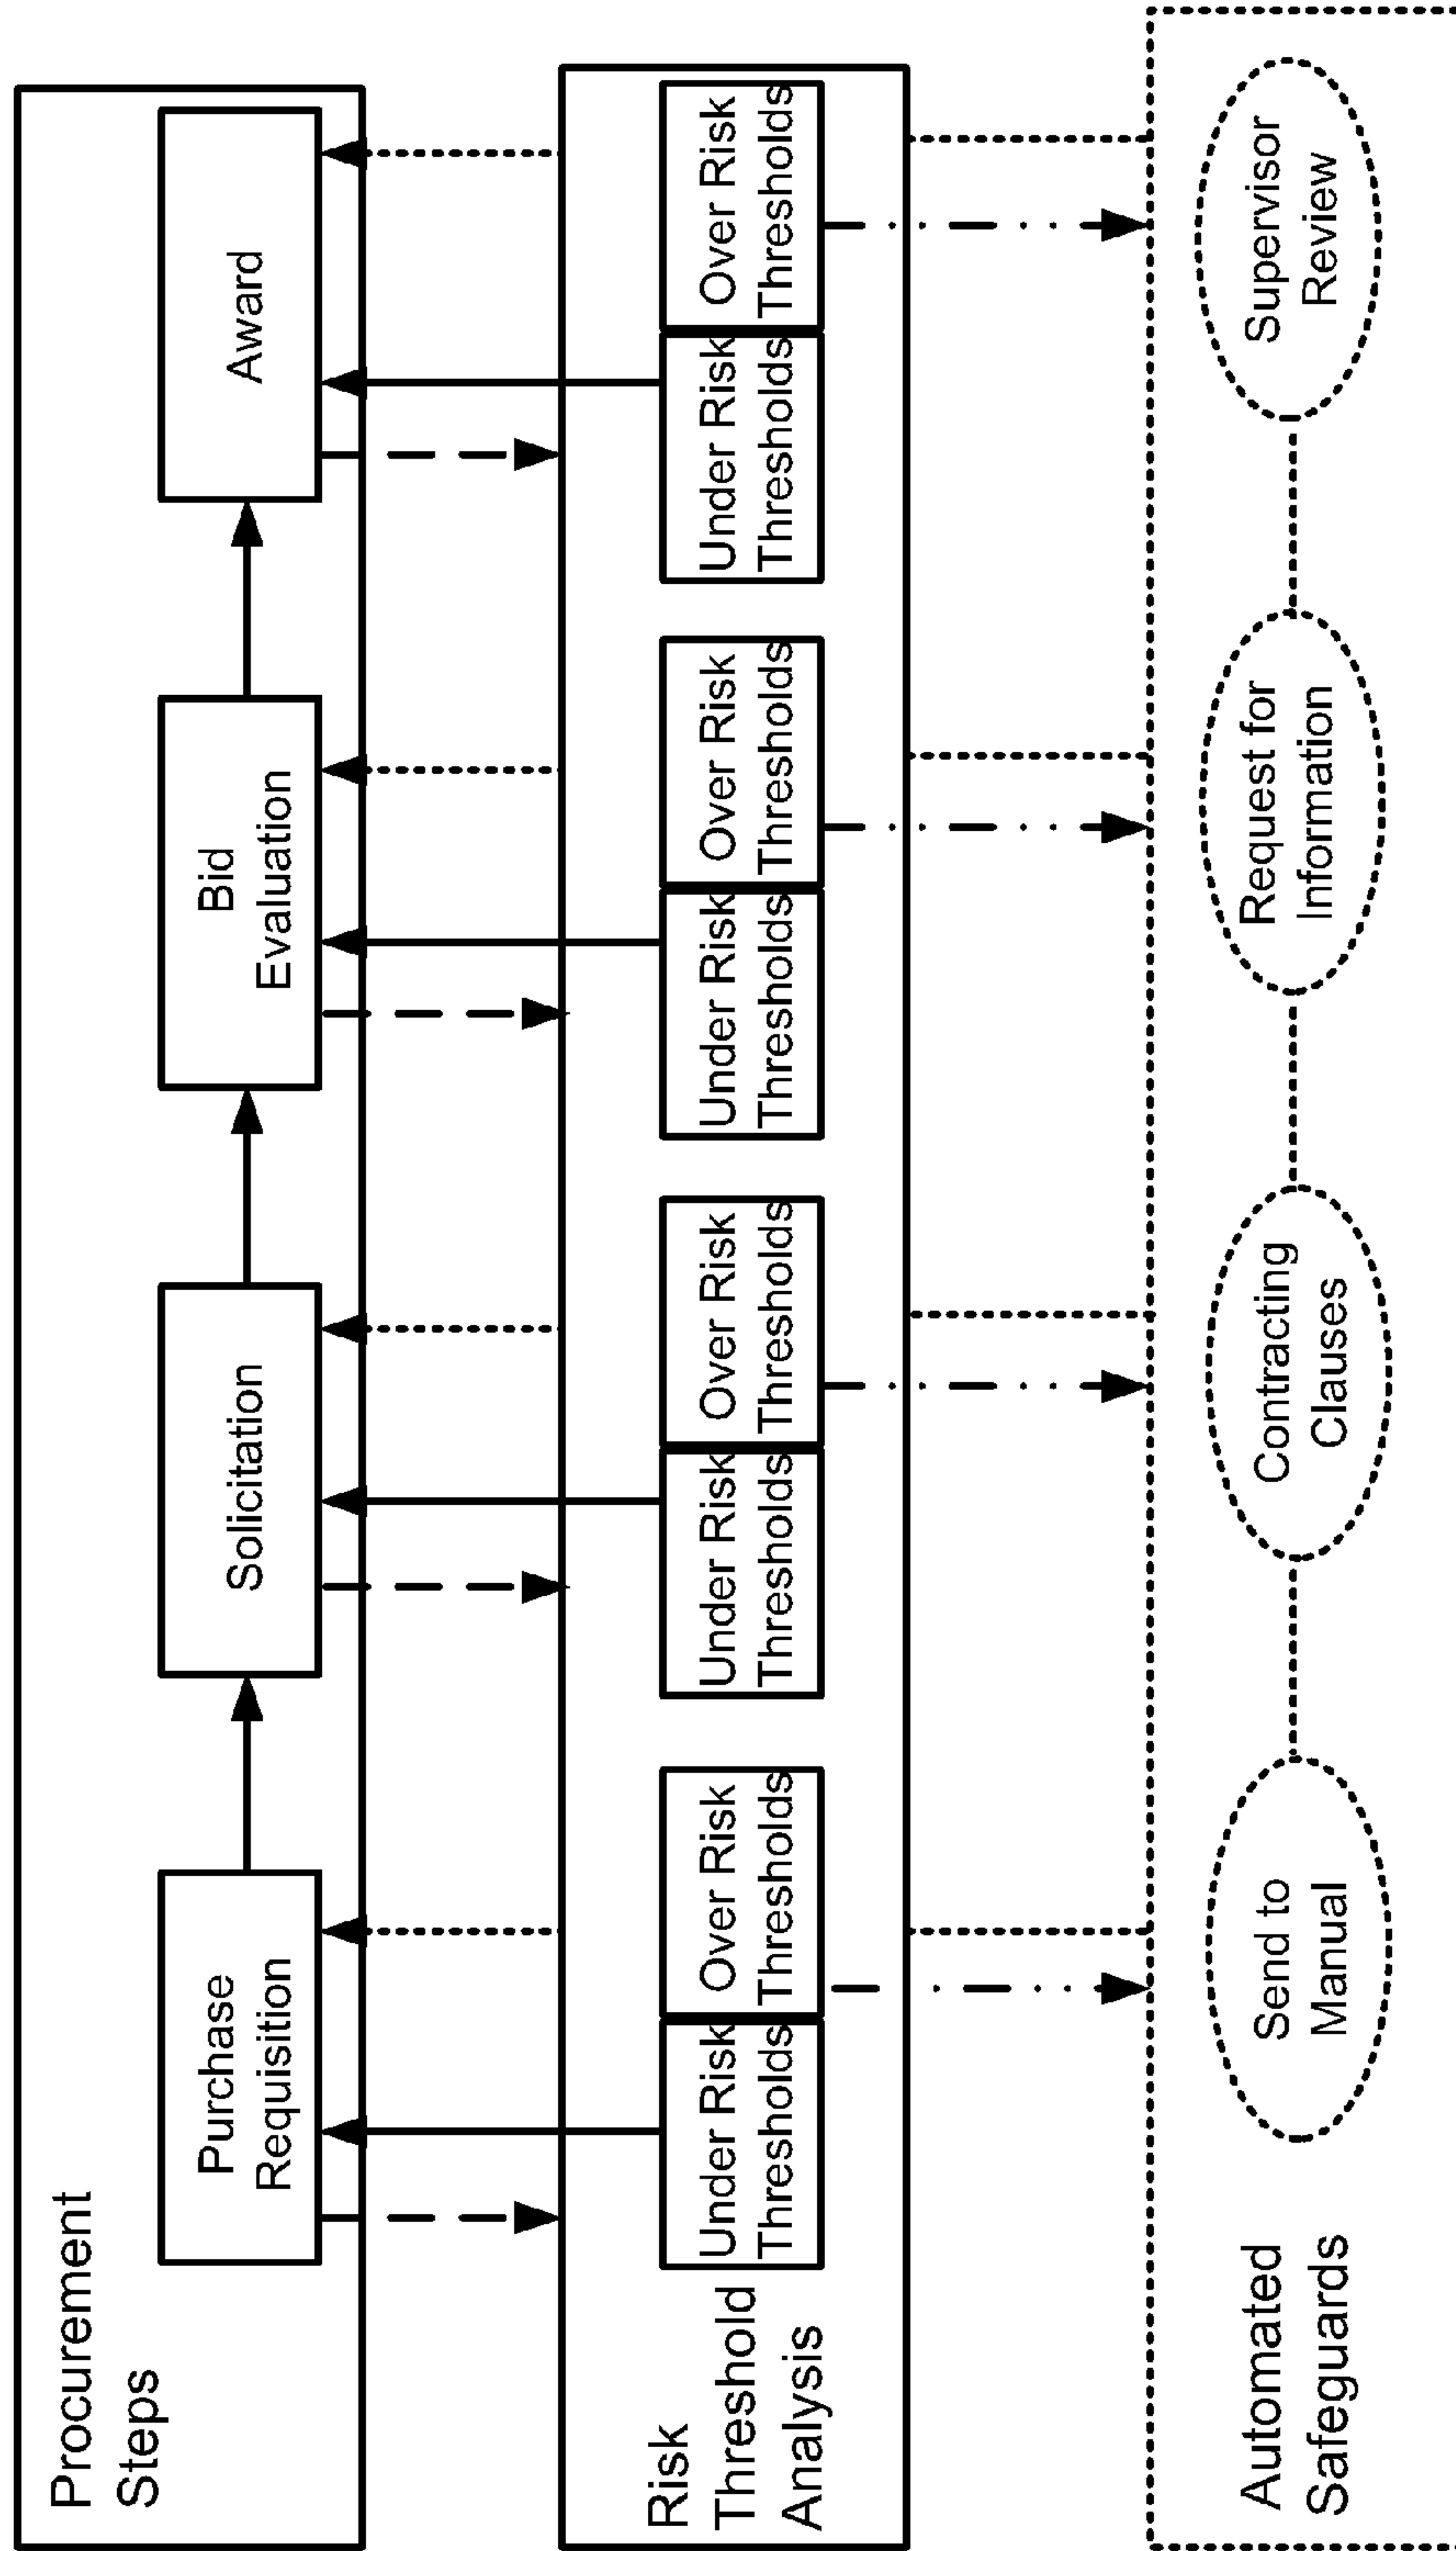 Procurement
Steps
Purchase
Requisition
Solicitation
Bid
Evaluation
Award
Risk
Threshold
Analysis
Under Risk
Thresholds
Over Risk
Thresholds
Under Risk
Thresholds
Over Risk
Thresholds
Under Risk
Thresholds
Over Risk
Thresholds
Under Risk
Thresholds
Over Risk
Thresholds
Automated
Safeguards
Send to
Manual
Contracting
Clauses
Request for
Information
Supervisor
Review